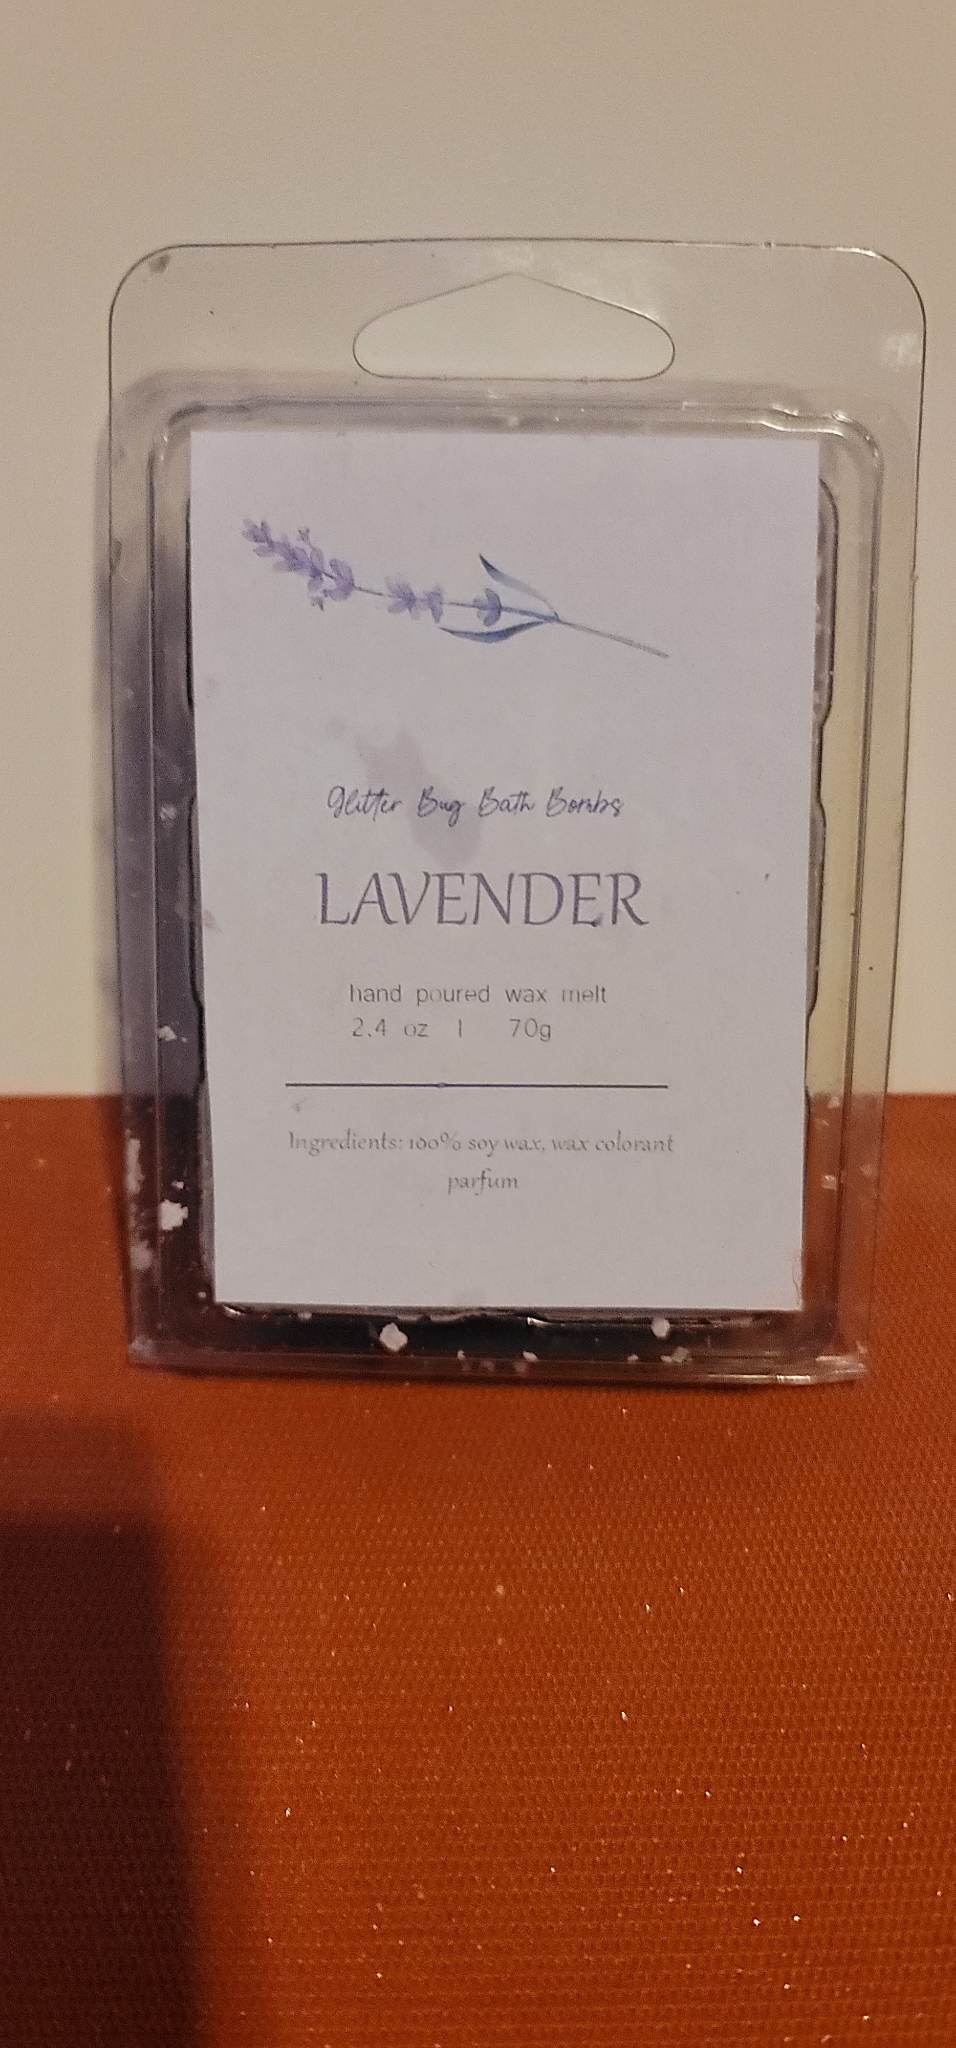 Glitter Bug Bath Bombs
LAVENDER
hand poured wax melt
2.4 oz | 70g
Ingredients: 100% soy wax, wax colorant
parfum